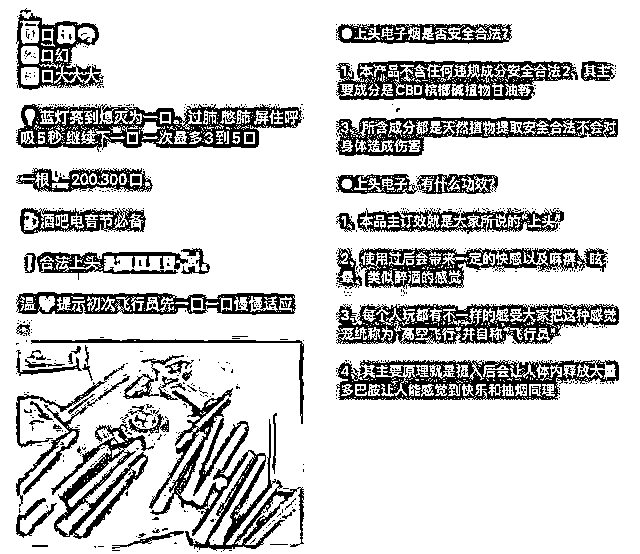 口
口红
口大大大
蓝灯亮到熄灭为一口、过肺 憋肺 屏住呼
吸5秒 继续下一口 一次最多3到5口
一根 200.300口、
酒吧电音节必备
合法上头
温❤提示初次飞行员先一口一口慢慢适应
●上头电子烟是否安全合法?
1、本产品不含任何违规成分安全合法2、其主
要成分是CBD槟榔碱植物甘油等
3、所含成分都是天然植物提取安全合法不会对
身体造成伤害
●上头电子, 有什么功效?
1、本品主打效就是大家所说的“上头”
2、使用过后会带来一定的快感以及麻痹、眩
晕、类似醉酒的感觉
3、每个人玩都有不一样的感受大家把这种感觉
统称为“高空飞行”并自称“飞行员”
4、其主要原理就是摄入后会让人体内释放大量
多巴胺让人能感觉到快乐和抽烟同理